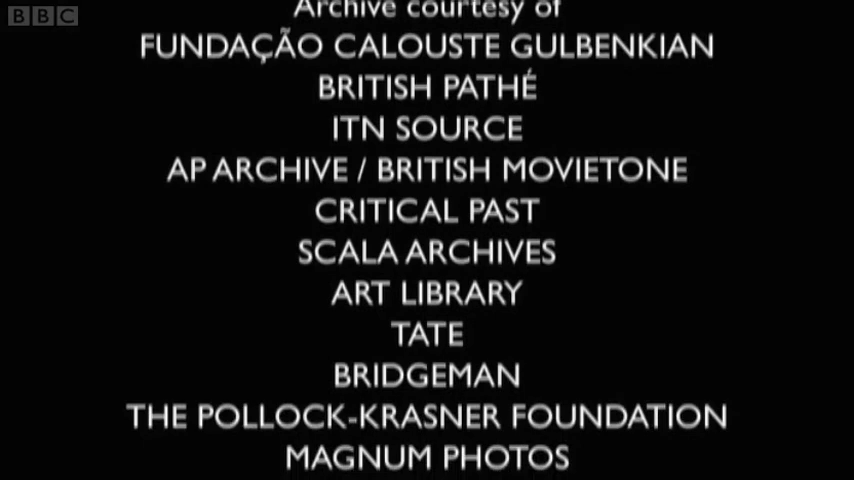 BBC
Archive courtesy of
FUNDAÇÃO CALOUSTE GULBENKIAN
BRITISH PATHÉ
ITN SOURCE
AP ARCHIVE / BRITISH MOVIETONE
CRITICAL PAST
SCALA ARCHIVES
ART LIBRARY
TATE
BRIDGEMAN
THE POLLOCK-KRASNER FOUNDATION
MAGNUM PHOTOS